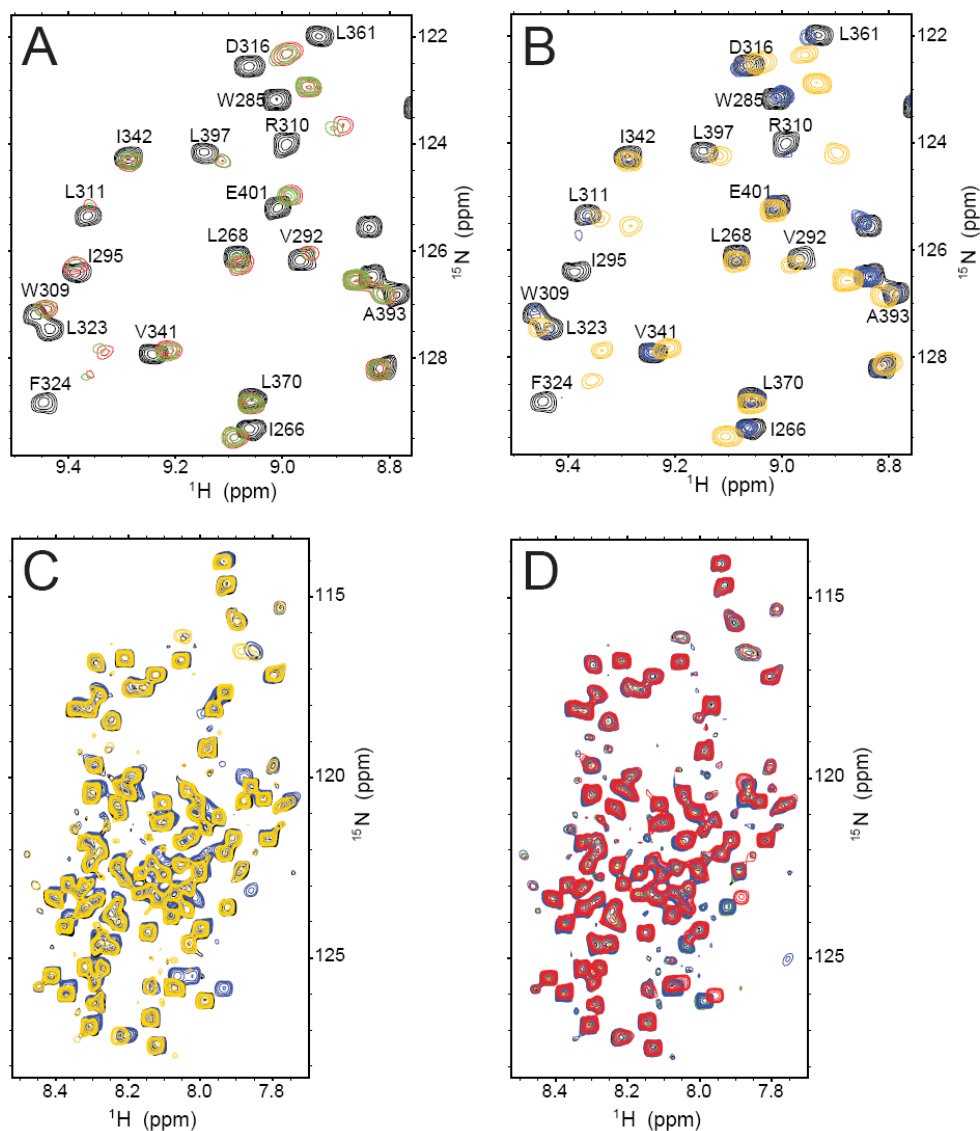 A
L361
D316
W285
R310
I342
L397
L311
E401
L268
V292
I295
W309
A393
L323
V341
F324
L370
I266
122
124
126
128
15N (ppm)
9.4
9.2
9.0
8.8
1H (ppm)
B
L361
D316
W285
R310
I342
L397
L311
E401
L268
V292
I295
W309
A393
L323
V341
F324
L370
I266
122
124
126
128
15N (ppm)
9.4
9.2
9.0
8.8
1H (ppm)
C
115
120
125
15N (ppm)
8.4
8.2
8.0
7.8
1H (ppm)
D
115
120
125
15N (ppm)
8.4
8.2
8.0
7.8
1H (ppm)